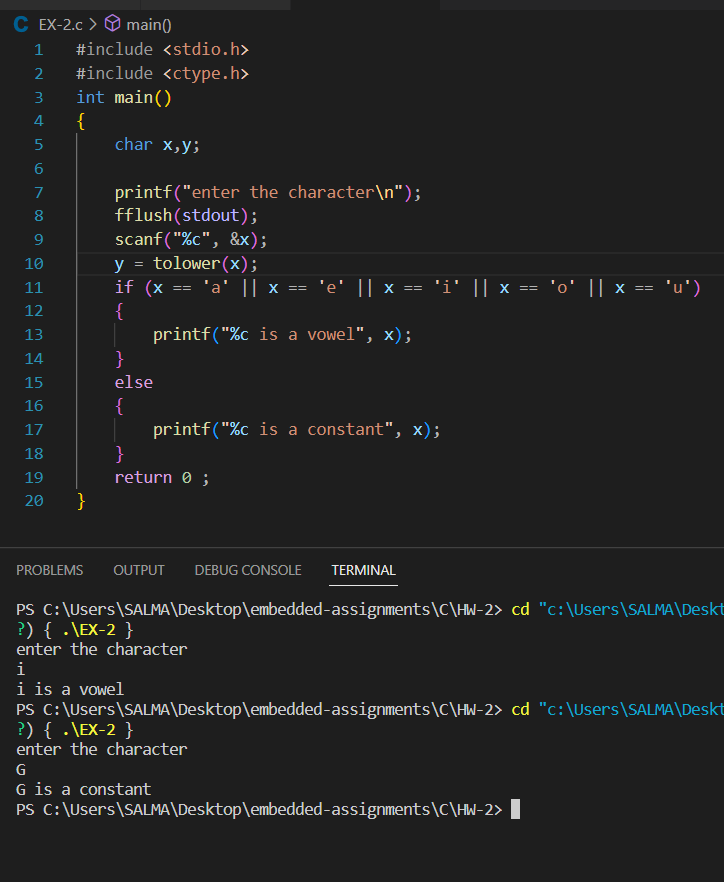 C EX-2.c > main()
1 #include <stdio.h>
2 #include <ctype.h>
3 int main()
4 {
5     char x,y;
6
7     printf("enter the character\n");
8     fflush(stdout);
9     scanf("%c", &x);
10     y = tolower(x);
11     if (x == 'a' || x == 'e' || x == 'i' || x == 'o' || x == 'u')
12     {
13         printf("%c is a vowel", x);
14     }
15     else
16     {
17         printf("%c is a constant", x);
18     }
19     return 0 ;
20 }
PROBLEMS OUTPUT DEBUG CONSOLE TERMINAL
PS C:\Users\SALMA\Desktop\embedded-assignments\C\HW-2> cd "c:\Users\SALMA\Deskt
?) { .\EX-2 }
enter the character
i
i is a vowel
PS C:\Users\SALMA\Desktop\embedded-assignments\C\HW-2> cd "c:\Users\SALMA\Deskt
?) { .\EX-2 }
enter the character
G
G is a constant
PS C:\Users\SALMA\Desktop\embedded-assignments\C\HW-2>